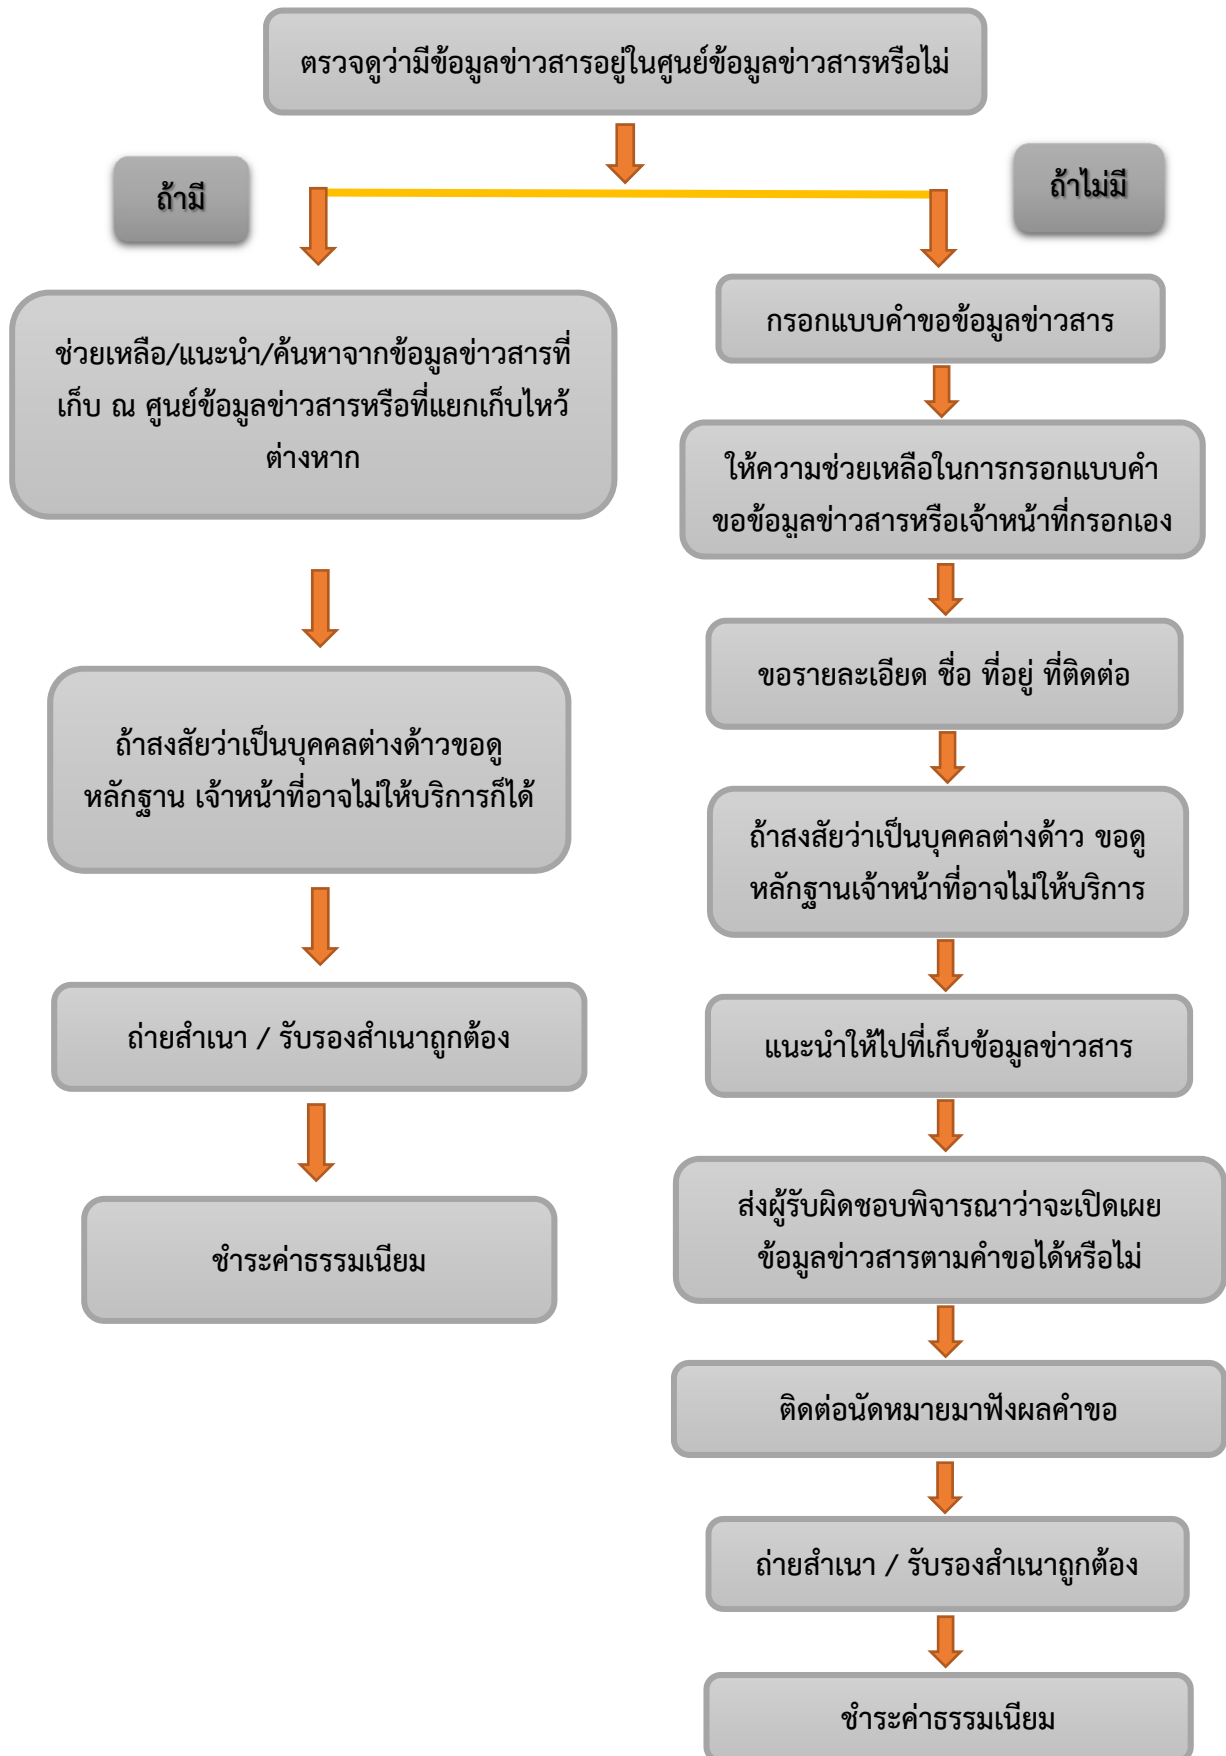 ตรวจดูว่ามีข้อมูลข่าวสารอยู่ในศูนย์ข้อมูลข่าวสารหรือไม่
ถ้ามี
ช่วยเหลือ/แนะนำ/ค้นหาจากข้อมูลข่าวสารที่
เก็บ ณ ศูนย์ข้อมูลข่าวสารหรือที่แยกเก็บไหว้
ต่างหาก
ถ้าสงสัยว่าเป็นบุคคลต่างด้าวขอดู
หลักฐาน เจ้าหน้าที่อาจไม่ให้บริการก็ได้
ถ่ายสำเนา / รับรองสำเนาถูกต้อง
ชำระค่าธรรมเนียม
ถ้าไม่มี
กรอกแบบคำขอข้อมูลข่าวสาร
ให้ความช่วยเหลือในการกรอกแบบคำ
ขอข้อมูลข่าวสารหรือเจ้าหน้าที่กรอกเอง
ขอรายละเอียด ชื่อ ที่อยู่ ที่ติดต่อ
ถ้าสงสัยว่าเป็นบุคคลต่างด้าว ขอดู
หลักฐานเจ้าหน้าที่อาจไม่ให้บริการ
แนะนำให้ไปที่เก็บข้อมูลข่าวสาร
ส่งผู้รับผิดชอบพิจารณาว่าจะเปิดเผย
ข้อมูลข่าวสารตามคำขอได้หรือไม่
ติดต่อนัดหมายมาฟังผลคำขอ
ถ่ายสำเนา / รับรองสำเนาถูกต้อง
ชำระค่าธรรมเนียม